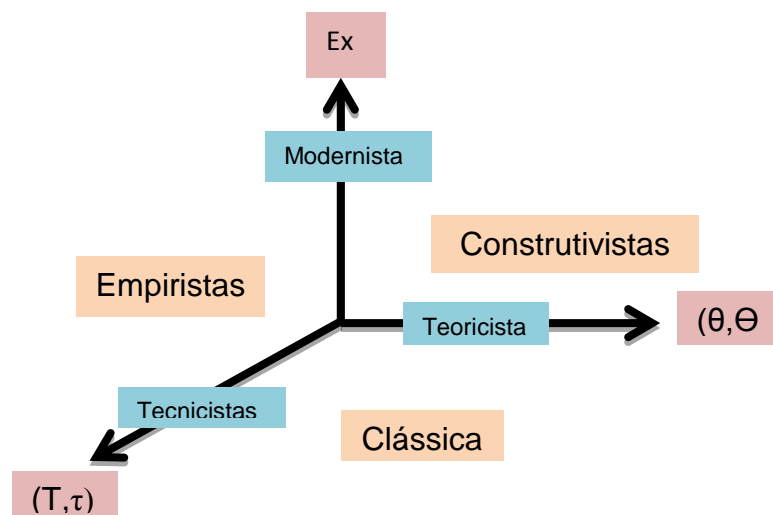 Ex
Modernista
Construtivistas
Empiristas
Teoricista
(θ,Ө
Tecnicistas
Clássica
(T,τ)